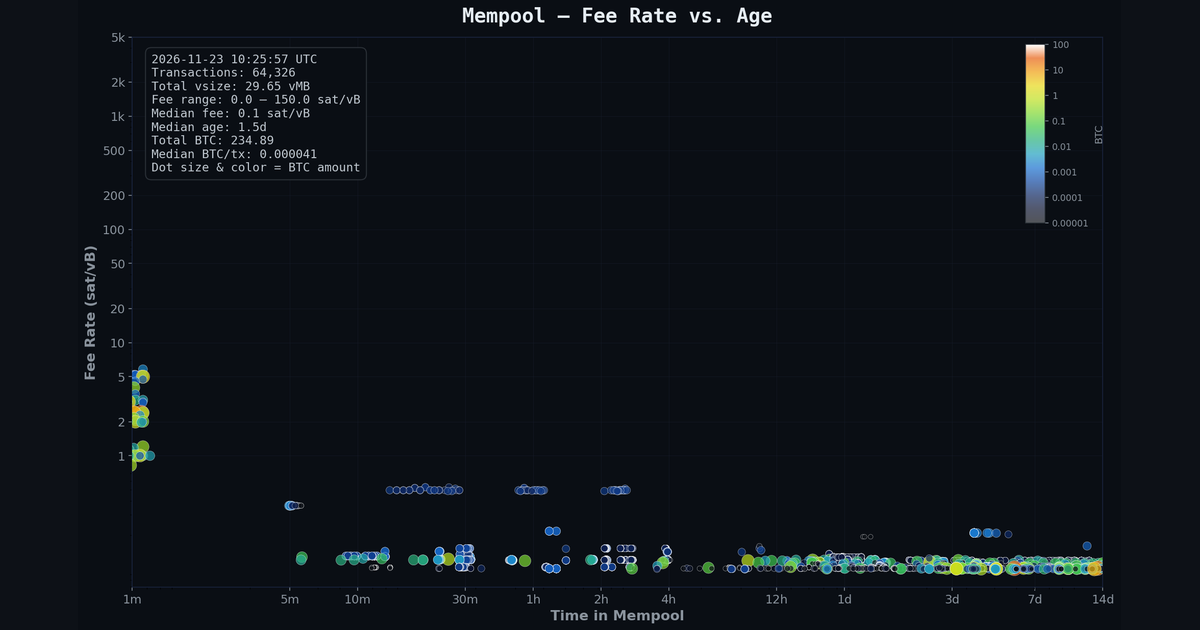 Mempool — Fee Rate vs. Age
2026-11-23 10:25:57 UTC
Transactions: 64,326
Total vsize: 29.65 vMB
Fee range: 0.0 — 150.0 sat/vB
Median fee: 0.1 sat/vB
Median age: 1.5d
Total BTC: 234.89
Median BTC/tx: 0.000041
Dot size & color = BTC amount
5k
2k
1k
500
200
100
50
20
10
5
2
1
Fee Rate (sat/vB)
100
10
1
0.1
0.01
0.001
0.0001
0.00001
BTC
1m 5m 10m 30m 1h 2h 4h 12h 1d 3d 7d 14d
Time in Mempool